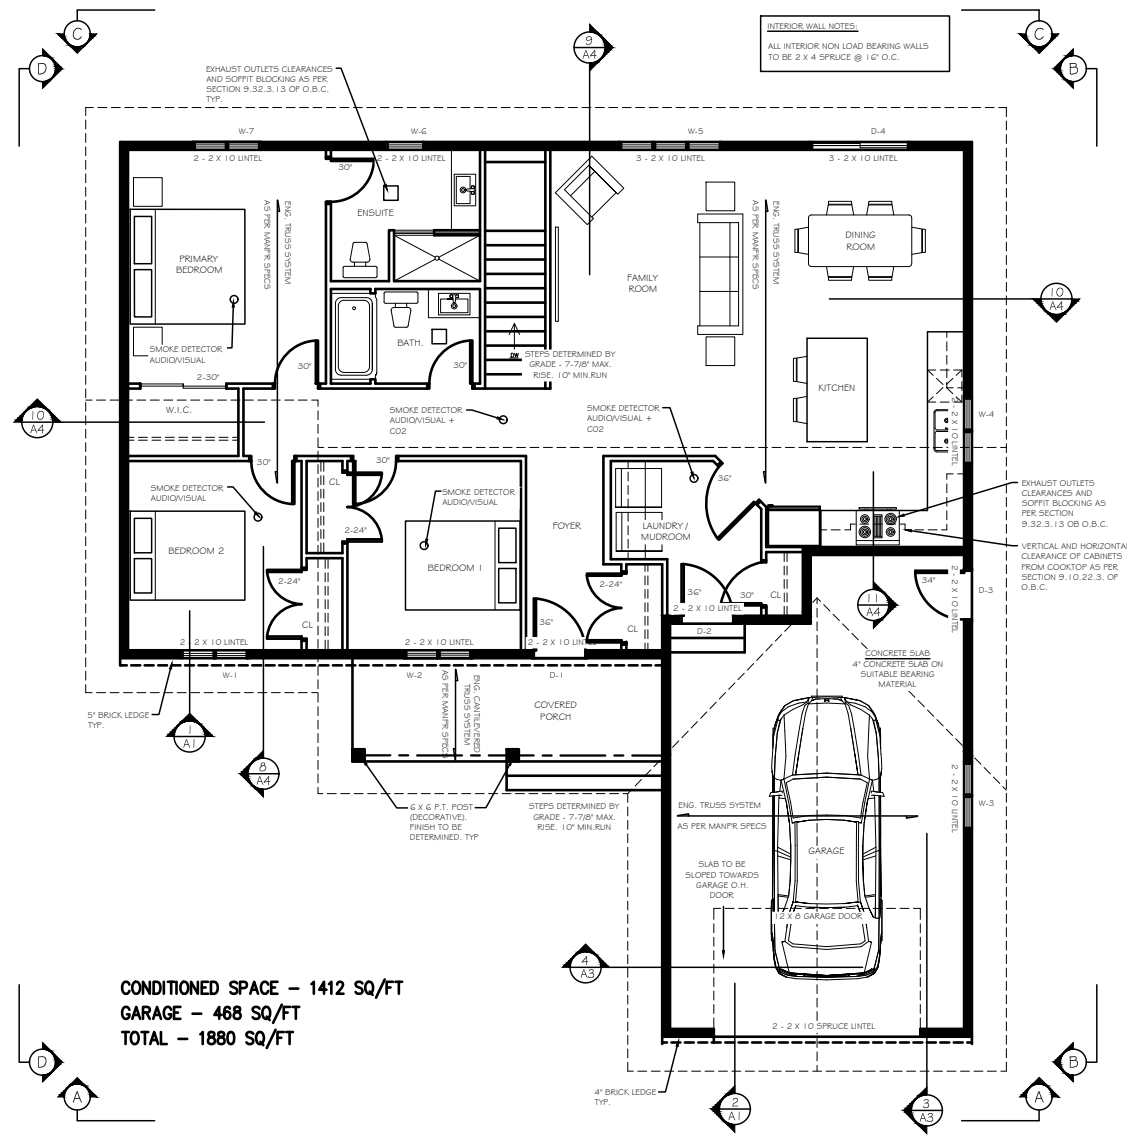 C
D
9
A4
INTERIOR WALL NOTES:
ALL INTERIOR NON LOAD BEARING WALLS
TO BE 2 X 4 SPRUCE @ 16" O.C.
C
B
EXHAUST OUTLETS CLEARANCES
AND SOFFIT BLOCKING AS PER
SECTION 9.32.3.13 OF O.B.C.
TYP.
W-7
W-6
W-5
D-4
2 - 2 X 10 LINTEL
2 - 2 X 10 LINTEL
3 - 2 X 10 LINTEL
3 - 2 X 10 LINTEL
30"
ENSUITE
ENG. TRUSS SYSTEM
AS PER MANF'R SPECS
PRIMARY
BEDROOM
FAMILY
ROOM
ENG. TRUSS SYSTEM
AS PER MANF'R SPECS
DINING
ROOM
10
A4
SMOKE DETECTOR
AUDIO/VISUAL
30"
BATH.
30"
DW
STEPS DETERMINED BY
GRADE - 7-7/8" MAX.
RISE. 10" MIN.RUN
2-30"
KITCHEN
W.I.C.
10
A4
SMOKE DETECTOR
AUDIO/VISUAL +
CO2
SMOKE DETECTOR
AUDIO/VISUAL +
CO2
W-4
2 - 2 X 10 LINTEL
30"
30"
36"
SMOKE DETECTOR
AUDIO/VISUAL
CL
SMOKE DETECTOR
AUDIO/VISUAL
EXHAUST OUTLETS
CLEARANCES AND
SOFFIT BLOCKING AS
PER SECTION
9.32.3.13 OB O.B.C.
2-24"
FOYER
LAUNDRY /
MUDROOM
BEDROOM 2
BEDROOM 1
VERTICAL AND HORIZONTA
CLEARANCE OF CABINETS
FROM COOKTOP AS PER
SECTION 9.10.22.3. OF
O.B.C.
2-24"
2-24"
36"
30"
CL
34"
D-3
2 - 2 X 10 LINTEL
11
A4
2 - 2 X 10 LINTEL
36"
CL
CL
D-2
2 - 2 X 10 LINTEL
2 - 2 X 10 LINTEL
2 - 2 X 10 LINTEL
W-1
W-2
D-1
CONCRETE SLAB
4" CONCRETE SLAB ON
SUITABLE BEARING
MATERIAL
5" BRICK LEDGE
TYP.
1
A1
ENG. CANTILEVERED
TRUSS SYSTEM
AS PER MANF'R SPECS
COVERED
PORCH
8
A4
6 X 6 P.T. POST
(DECORATIVE).
FINISH TO BE
DETERMINED. TYP
STEPS DETERMINED BY
GRADE - 7-7/8" MAX.
RISE. 10" MIN.RUN
ENG. TRUSS SYSTEM
AS PER MANF'R SPECS
W-3
2 - 2 X 10 LINTEL
GARAGE
SLAB TO BE
SLOPED TOWARDS
GARAGE O.H.
DOOR
12 X 8 GARAGE DOOR
4
A3
CONDITIONED SPACE - 1412 SQ/FT
GARAGE - 468 SQ/FT
TOTAL - 1880 SQ/FT
2 - 2 X 10 SPRUCE LINTEL
4" BRICK LEDGE
TYP.
D
A
2
A1
3
A3
B
A